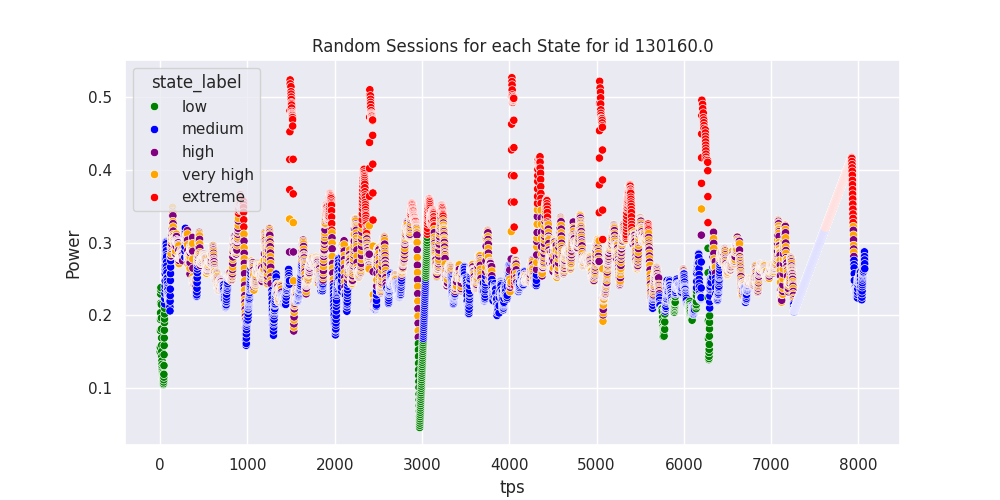 Random Sessions for each State for id 130160.0
state_label
low
medium
high
very high
extreme
Power
0.5
0.4
0.3
0.2
0.1
0 1000 2000 3000 4000 5000 6000 7000 8000
tps